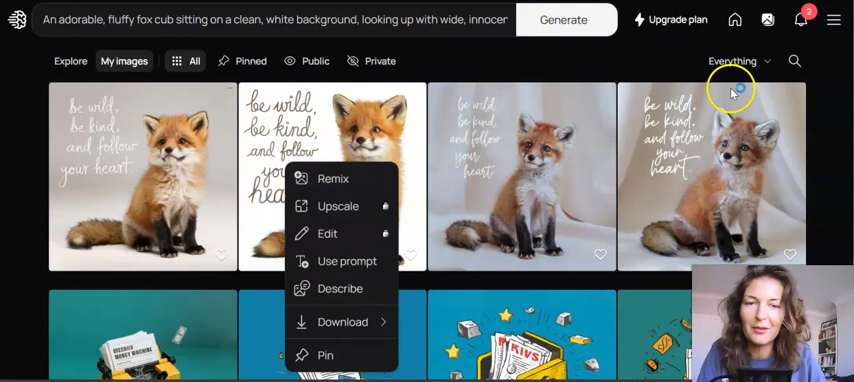 An adorable, fluffy fox cub sitting on a clean, white background, looking up with wide, innocen
Generate
Upgrade plan
2
Explore
My images
All
Pinned
Public
Private
Everything
be wild,
be kind,
and follow
your
heart.
be wild,
be kind,
and follow
be wild,
be kind,
and follow
your
heart.
be wild,
be kind,
and follow
your
heart.
Remix
Upscale
Edit
Use prompt
Describe
Download
Pin
MONEY MACHINE
PRIVS